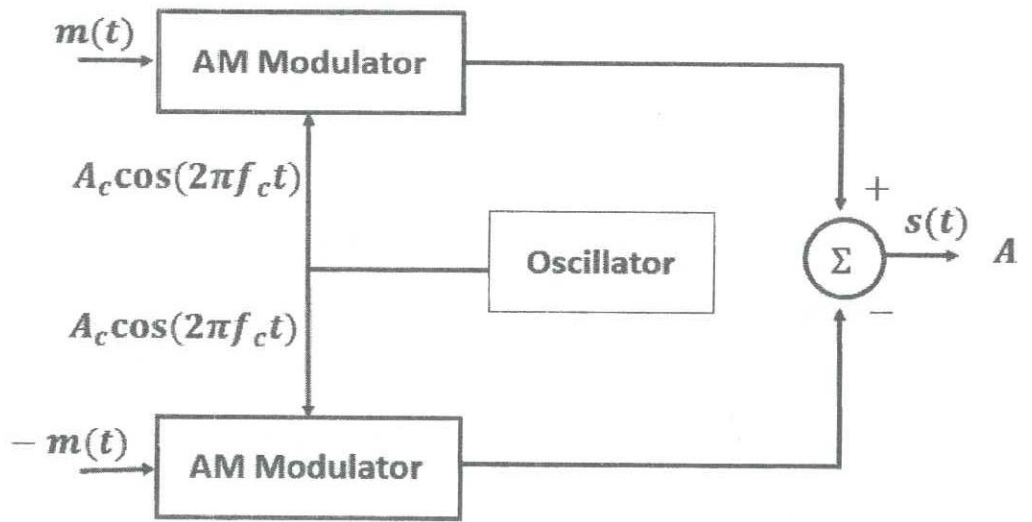 m(t)
AM Modulator
A_c cos(2πf_c t)
+
s(t)
Oscillator
Σ
A
A_c cos(2πf_c t)
−
− m(t)
AM Modulator